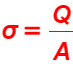 σ = Q/A